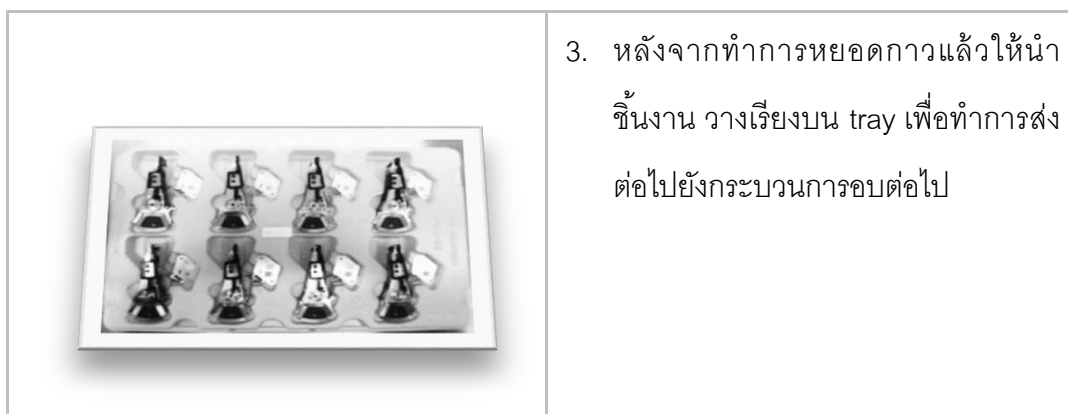 3. หลังจากทำการหยอดกาวแล้วให้นำ
ชิ้นงาน วางเรียงบน tray เพื่อทำการส่ง
ต่อไปยังกระบวนการอบต่อไป